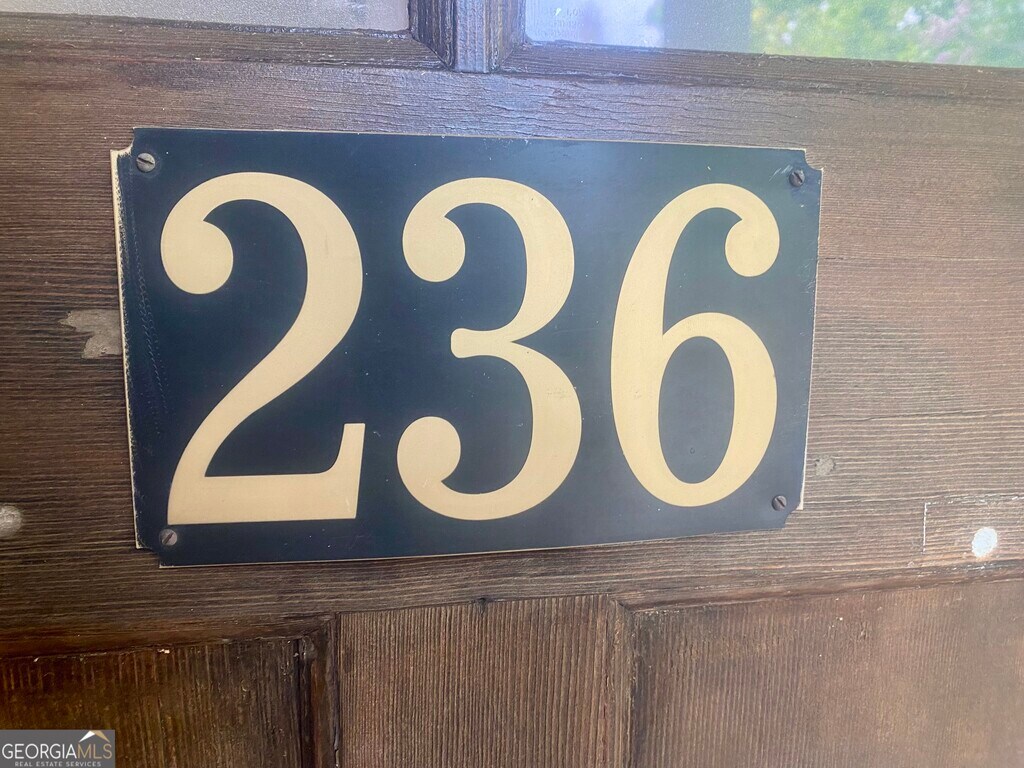 236
GEORGIAMLS
REAL ESTATE SERVICES